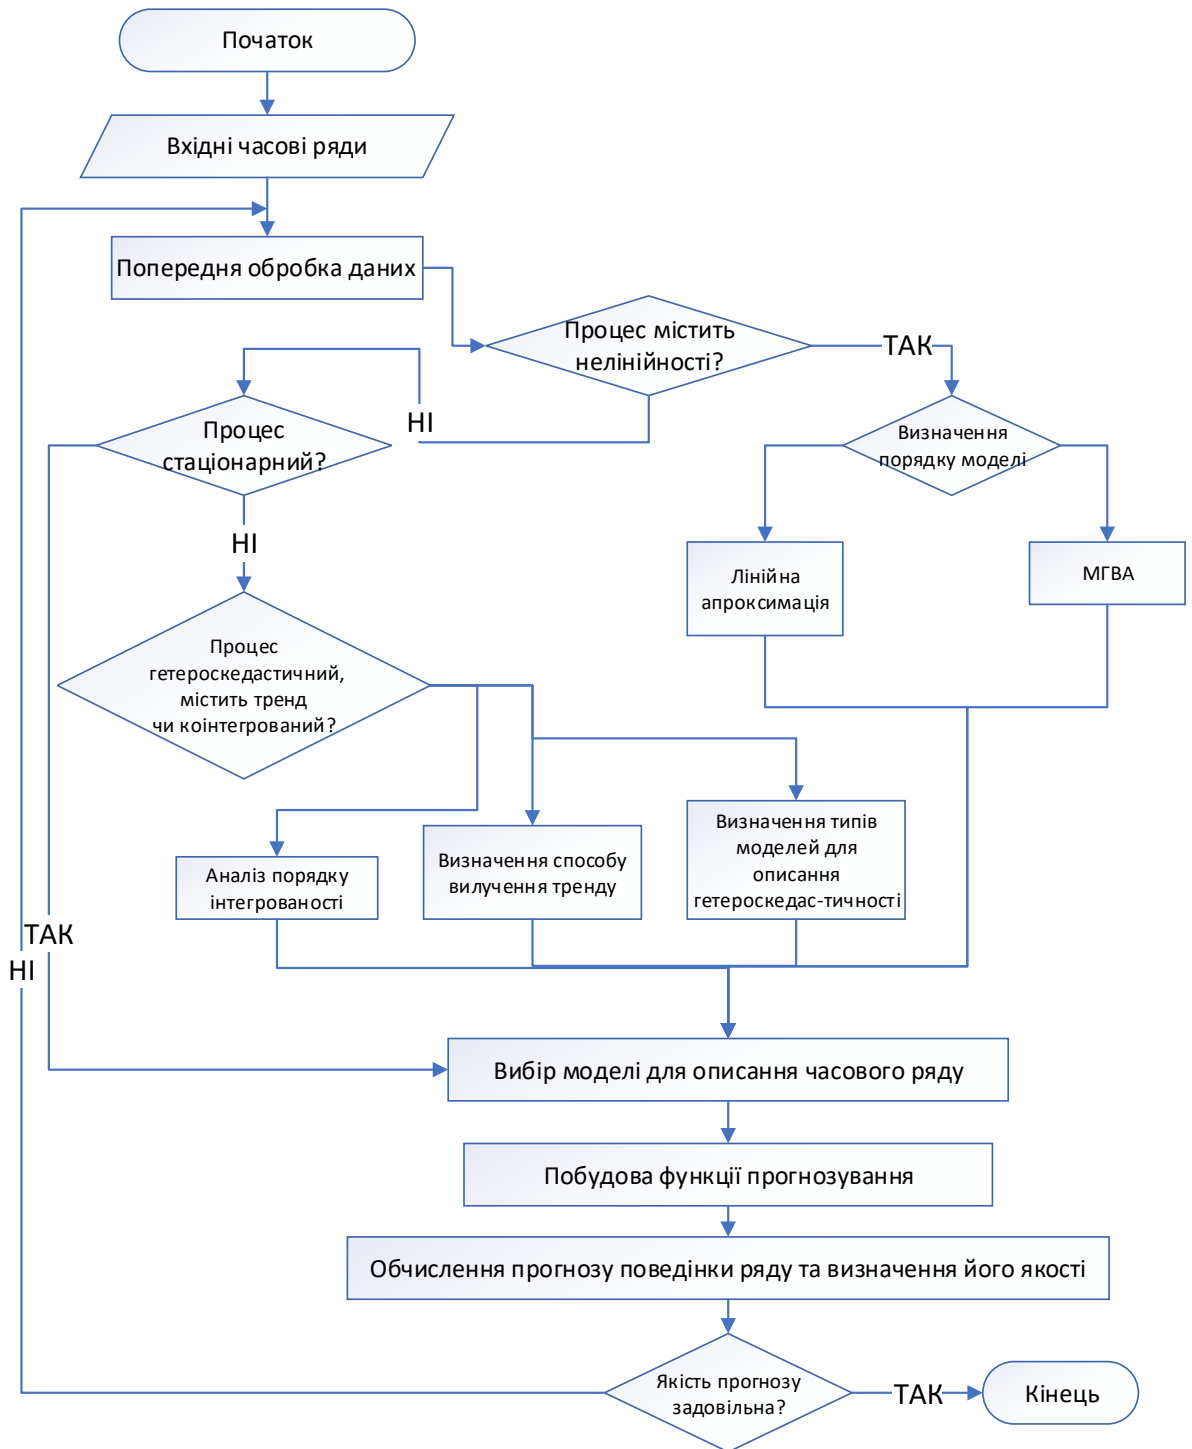 Початок
Вхідні часові ряди
Попередня обробка даних
Процес містить
нелінійності?
ТАК
НІ
Процес
стаціонарний?
Визначення
порядку моделі
НІ
Лінійна
апроксимація
МГВА
Процес
гетероскедастичний,
містить тренд
чи коінтегрований?
Аналіз порядку
інтегрованості
Визначення способу
вилучення тренду
Визначення типів
моделей для
описання
гетероскедас-тичності
ТАК
НІ
Вибір моделі для описання часового ряду
Побудова функції прогнозування
Обчислення прогнозу поведінки ряду та визначення його якості
Якість прогнозу
задовільна?
ТАК
Кінець